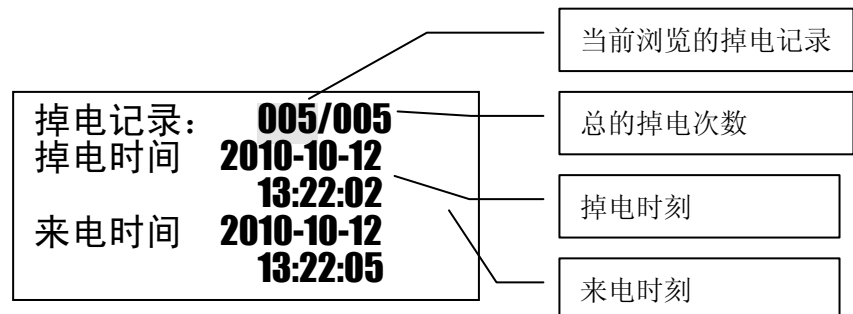 掉电记录： 005/005
掉电时间 2010-10-12
13:22:02
来电时间 2010-10-12
13:22:05
当前浏览的掉电记录
总的掉电次数
掉电时刻
来电时刻